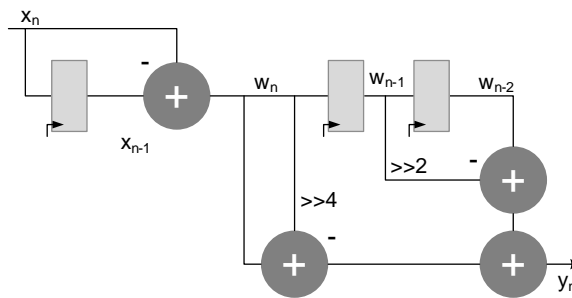 xn
-
+
xn-1
wn
wn-1
wn-2
>>2
-
+
>>4
-
+
+
yn